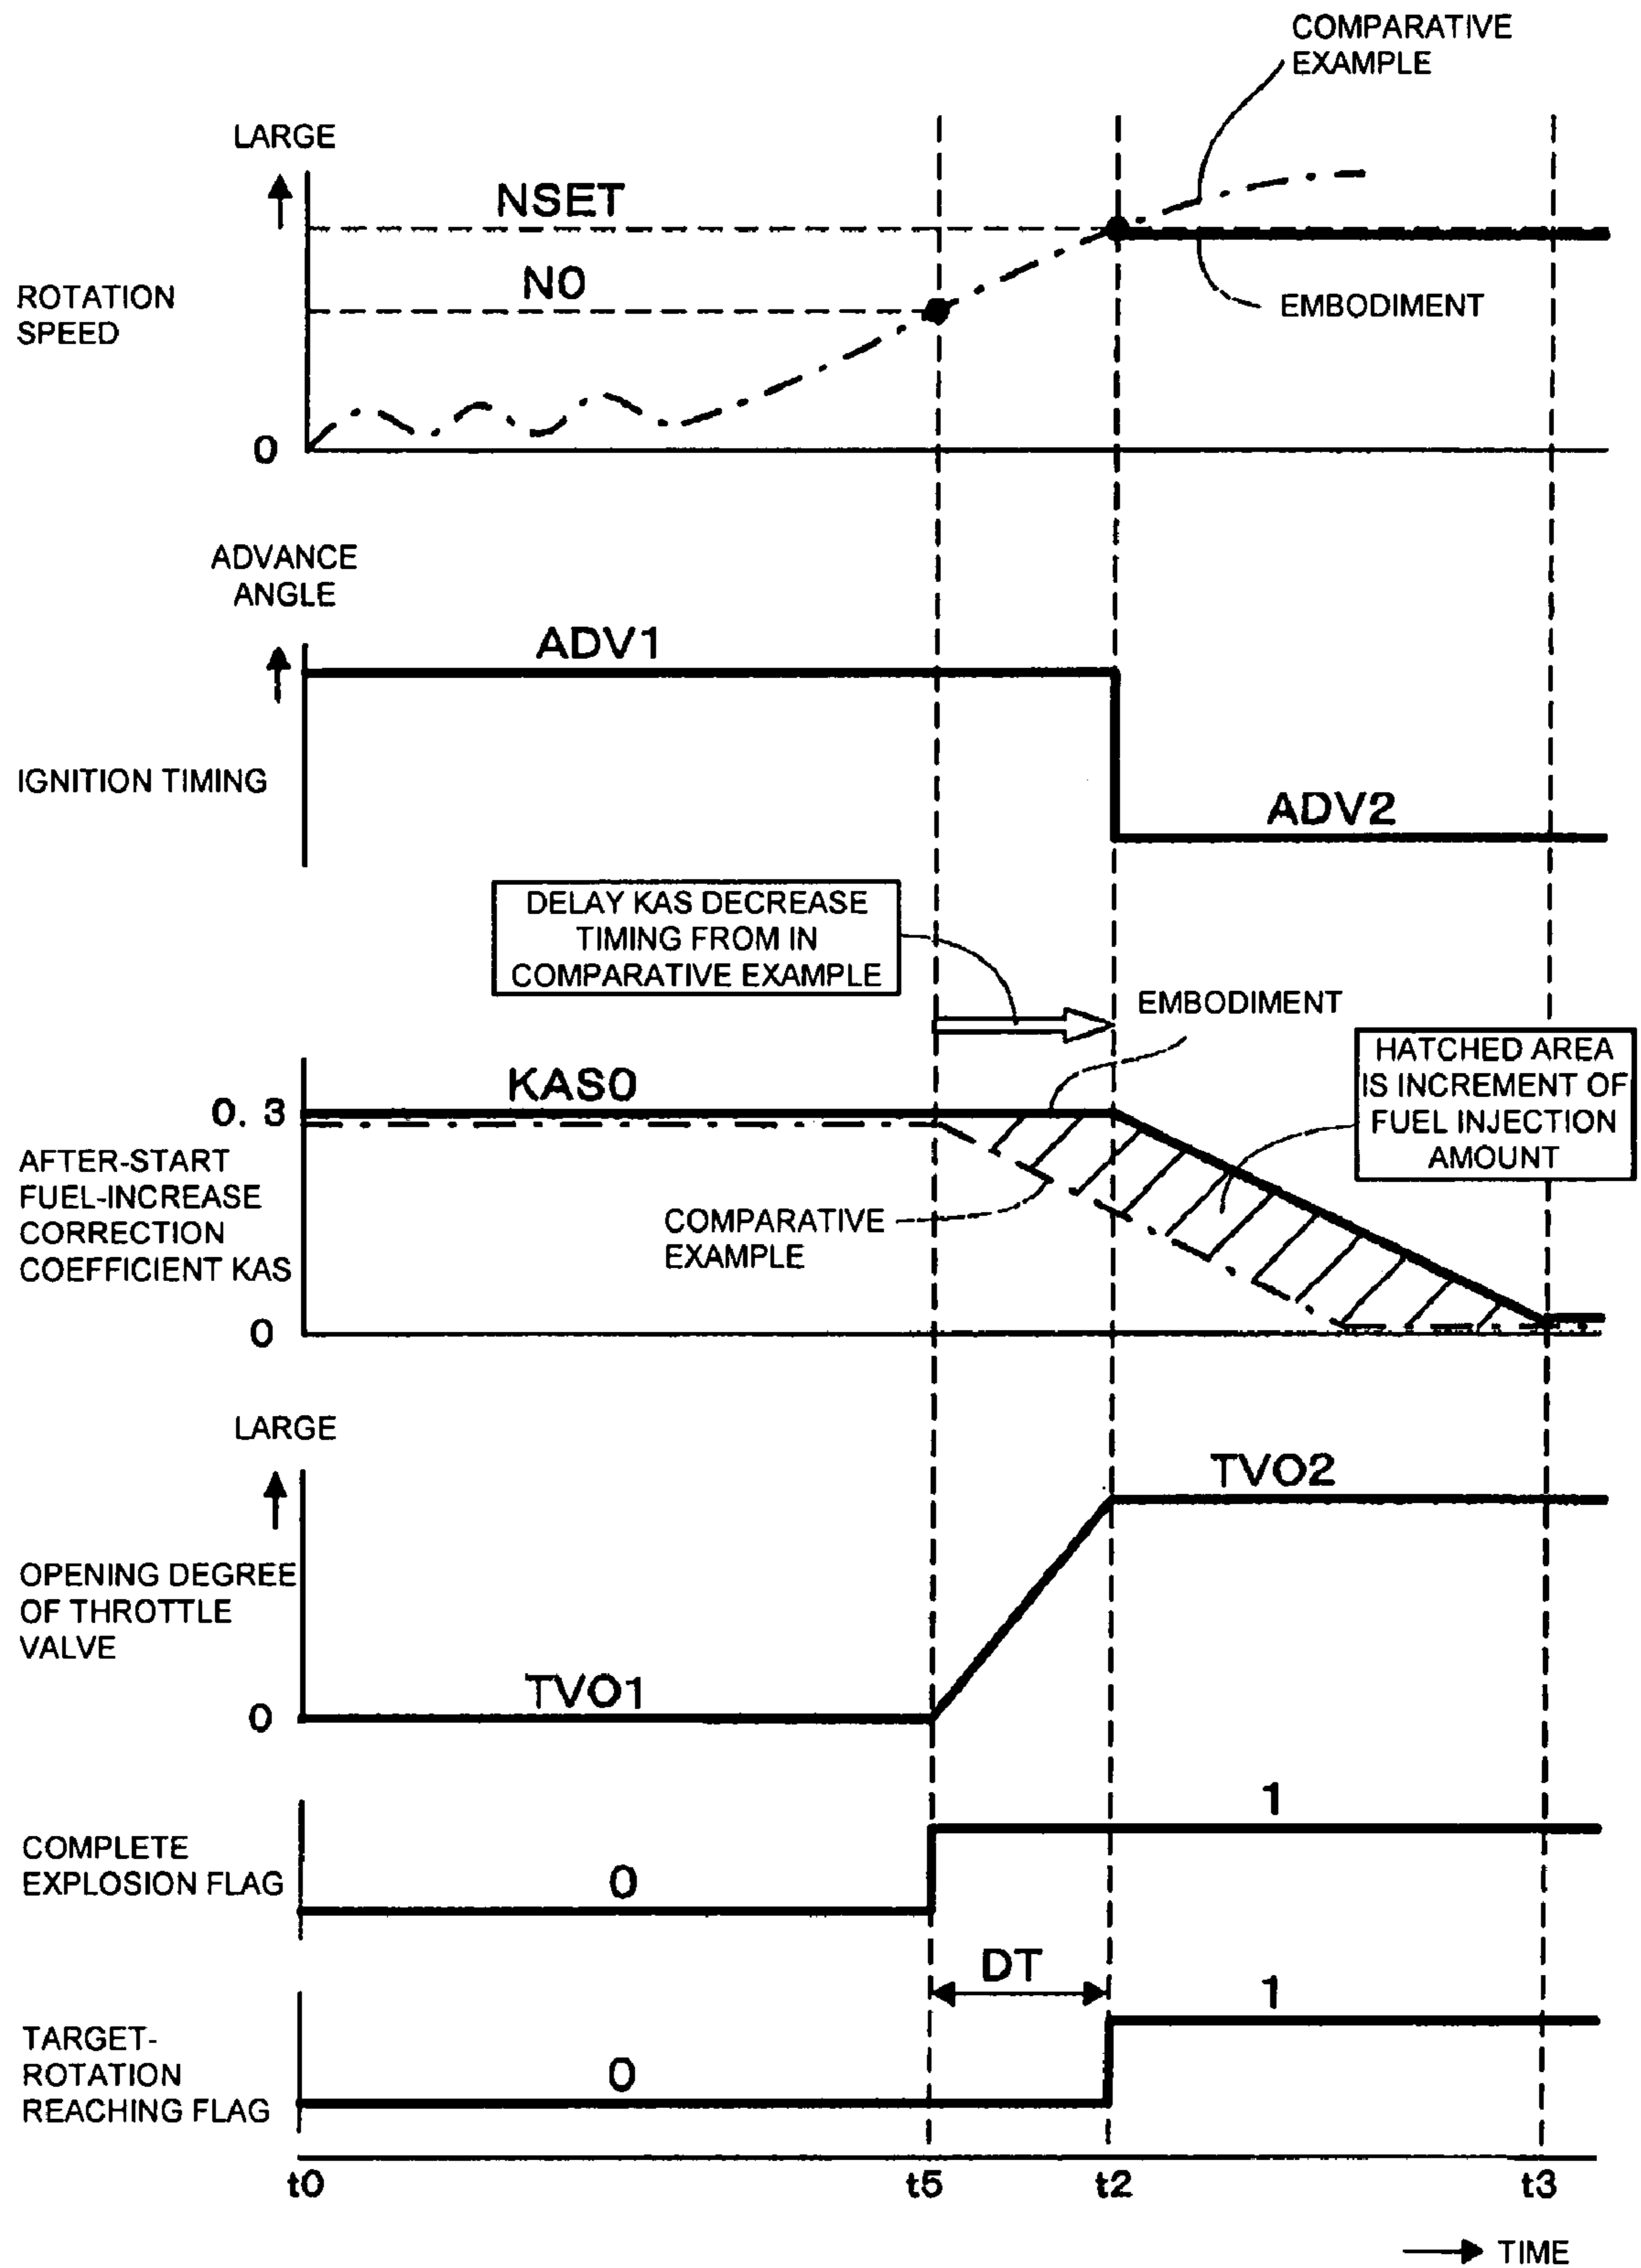 COMPARATIVE
EXAMPLE
LARGE
NSET
N0
ROTATION
SPEED
EMBODIMENT
0
ADVANCE
ANGLE
ADV1
IGNITION TIMING
ADV2
DELAY KAS DECREASE
TIMING FROM IN
COMPARATIVE EXAMPLE
EMBODIMENT
HATCHED AREA
IS INCREMENT OF
FUEL INJECTION
AMOUNT
KAS0
0. 3
AFTER-START
FUEL-INCREASE
CORRECTION
COEFFICIENT KAS
COMPARATIVE
EXAMPLE
0
LARGE
TVO2
OPENING DEGREE
OF THROTTLE
VALVE
TVO1
0
1
COMPLETE
EXPLOSION FLAG
0
DT
1
TARGET-
ROTATION
REACHING FLAG
0
t0 t5 t2 t3
TIME